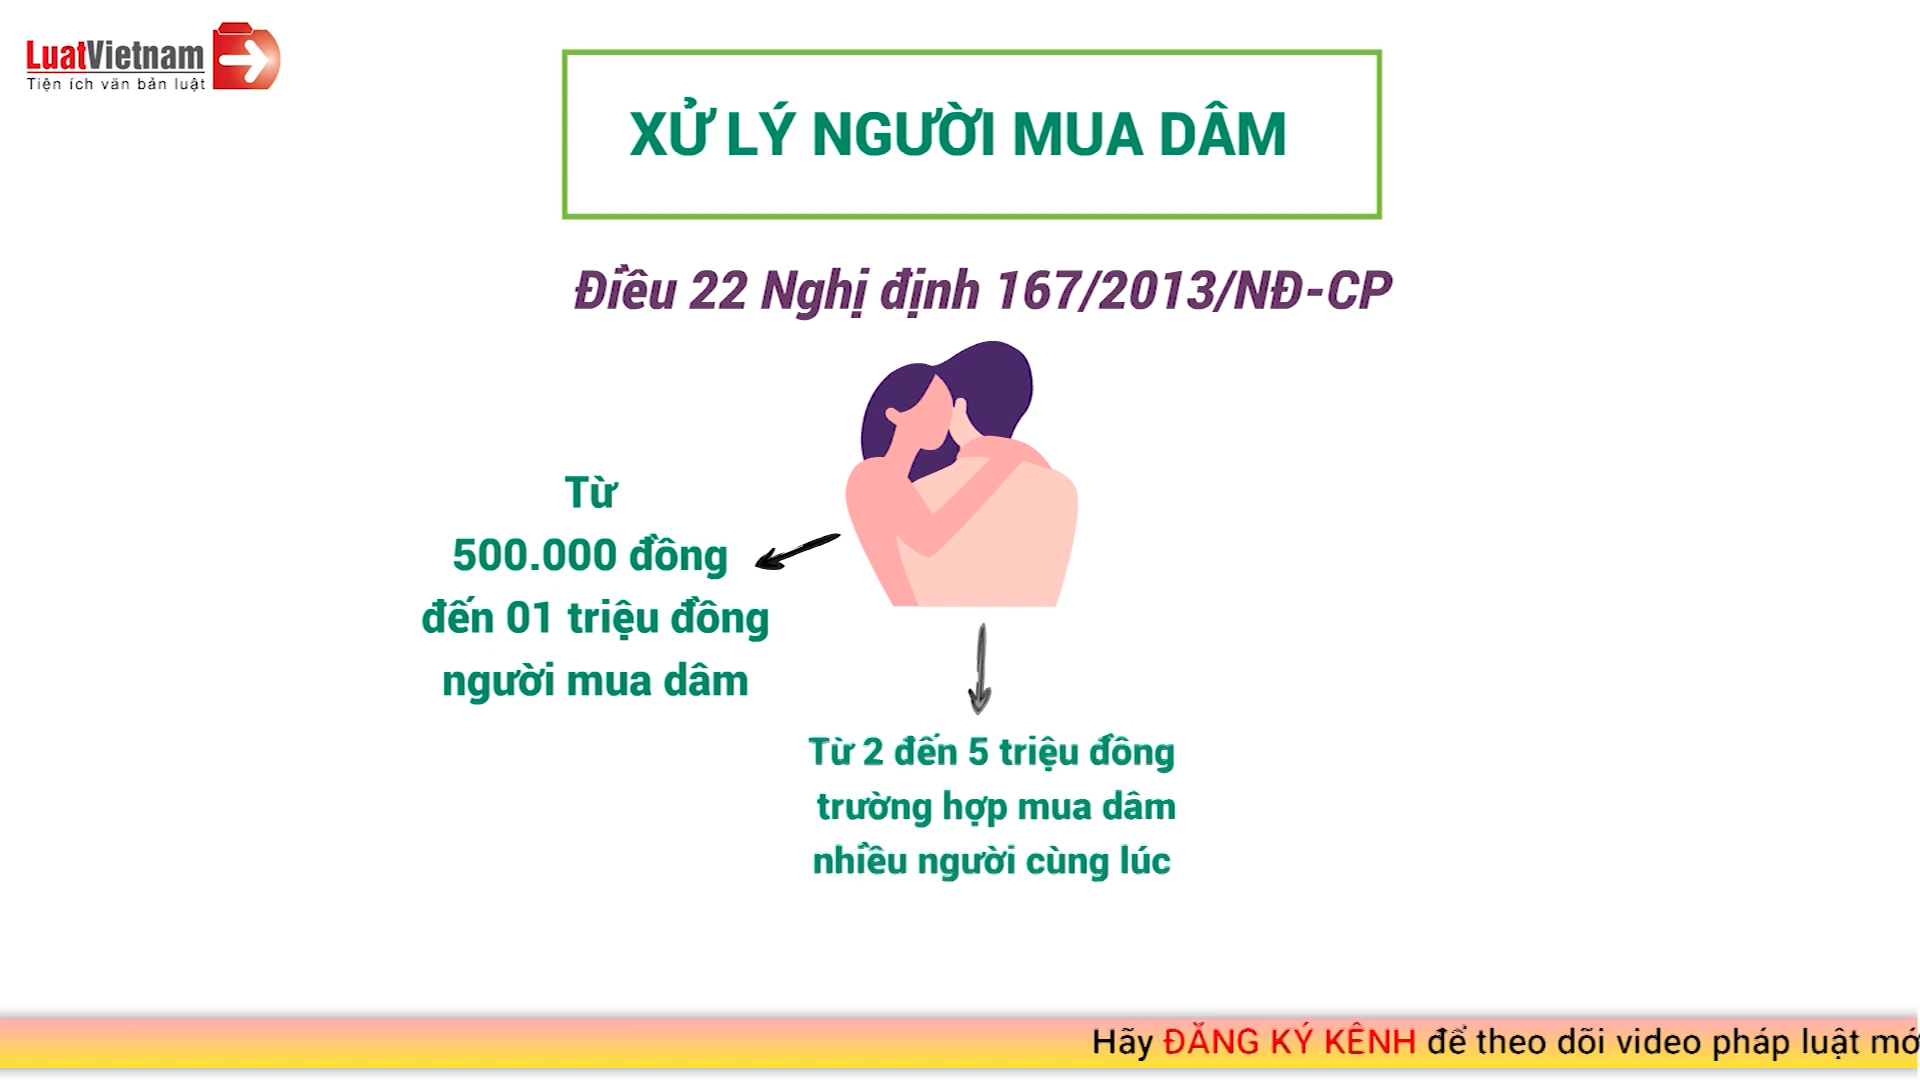 LuatVietnam
Tiện ích văn bản luật
XỬ LÝ NGƯỜI MUA DÂM
Điều 22 Nghị định 167/2013/NĐ-CP
Từ
500.000 đồng
đến 01 triệu đồng
người mua dâm
Từ 2 đến 5 triệu đồng
trường hợp mua dâm
nhiều người cùng lúc
Hãy ĐĂNG KÝ KÊNH để theo dõi video pháp luật mớ